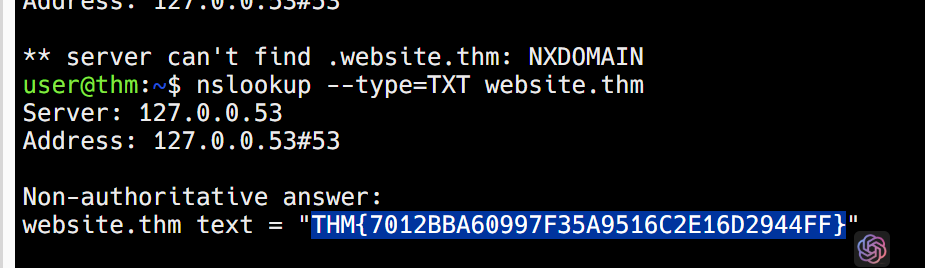 Address: 127.0.0.53#53
** server can't find .website.thm: NXDOMAIN
user@thm:~$ nslookup --type=TXT website.thm
Server: 127.0.0.53
Address: 127.0.0.53#53
Non-authoritative answer:
website.thm text = "THM{7012BBA60997F35A9516C2E16D2944FF}"